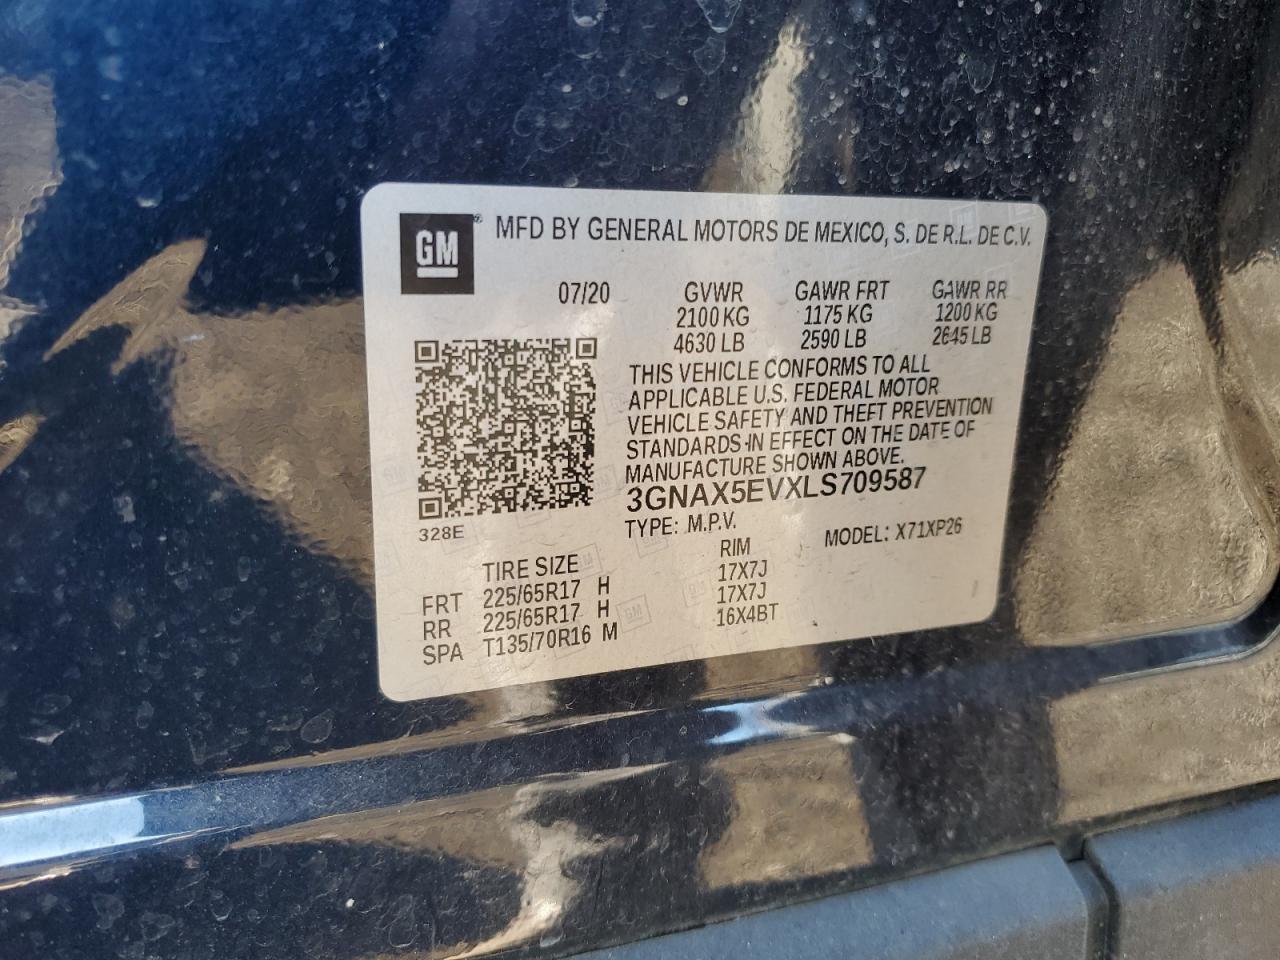 GM® MFD BY GENERAL MOTORS DE MEXICO, S. DE R.L. DE C.V.
07/20 GVWR GAWR FRT GAWR RR
2100 KG 1175 KG 1200 KG
4630 LB 2590 LB 2645 LB
THIS VEHICLE CONFORMS TO ALL
APPLICABLE U.S. FEDERAL MOTOR
VEHICLE SAFETY AND THEFT PREVENTION
STANDARDS IN EFFECT ON THE DATE OF
MANUFACTURE SHOWN ABOVE.
3GNAX5EVXLS709587
328E
TYPE: M.P.V. MODEL: X71XP26
TIRE SIZE RIM
FRT 225/65R17 H 17X7J
RR 225/65R17 H 17X7J
SPA T135/70R16 M 16X4BT